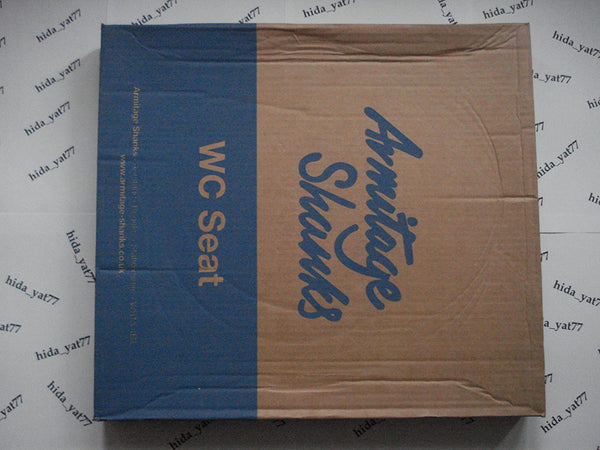 Armitage
Shanks
WC Seat
Armitage Shanks
www.armitage-shanks.co.uk
hida_yat77